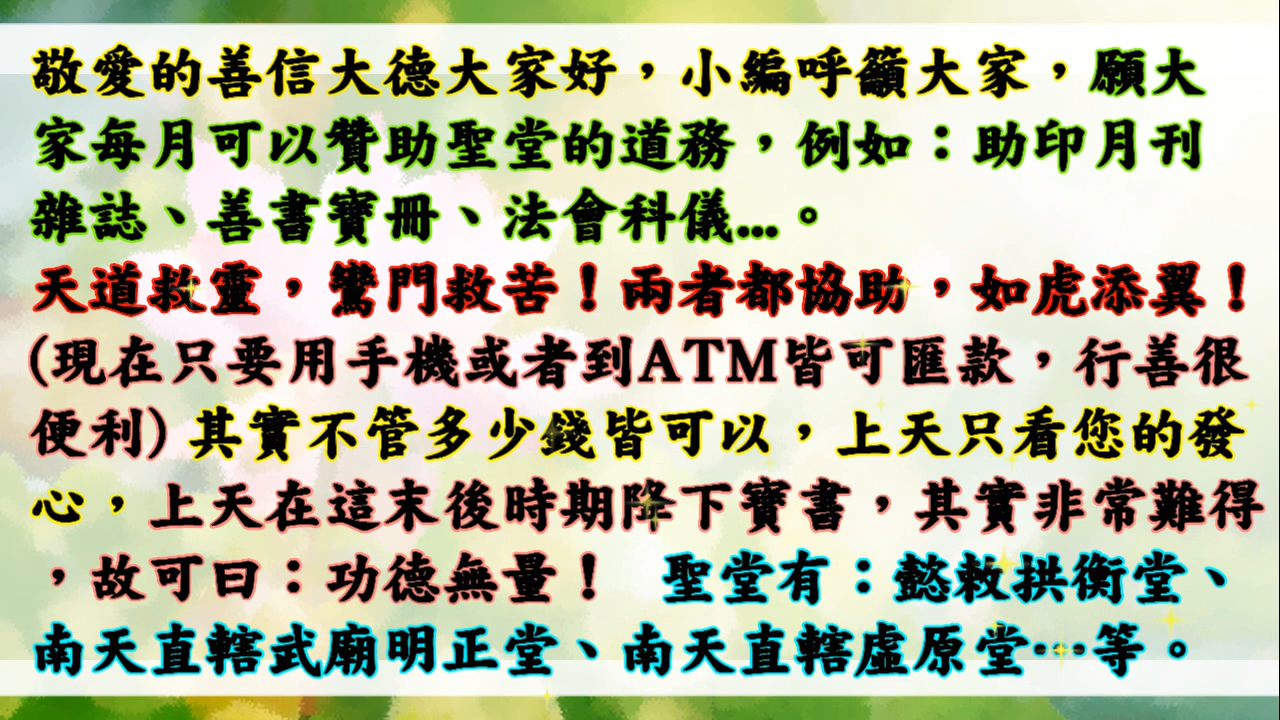 敬愛的善信大德大家好，小編呼籲大家，願大
家每月可以贊助聖堂的道務，例如：助印月刊
雜誌、善書寶冊、法會科儀...。
天道救靈，鸞門救苦！兩者都協助，如虎添翼！
(現在只要用手機或者到ATM皆可匯款，行善很
便利) 其實不管多少錢皆可以，上天只看您的發
心，上天在這末後時期降下寶書，其實非常難得
，故可曰：功德無量！ 聖堂有：懿敕拱衡堂、
南天直轄武廟明正堂、南天直轄虛原堂…等。